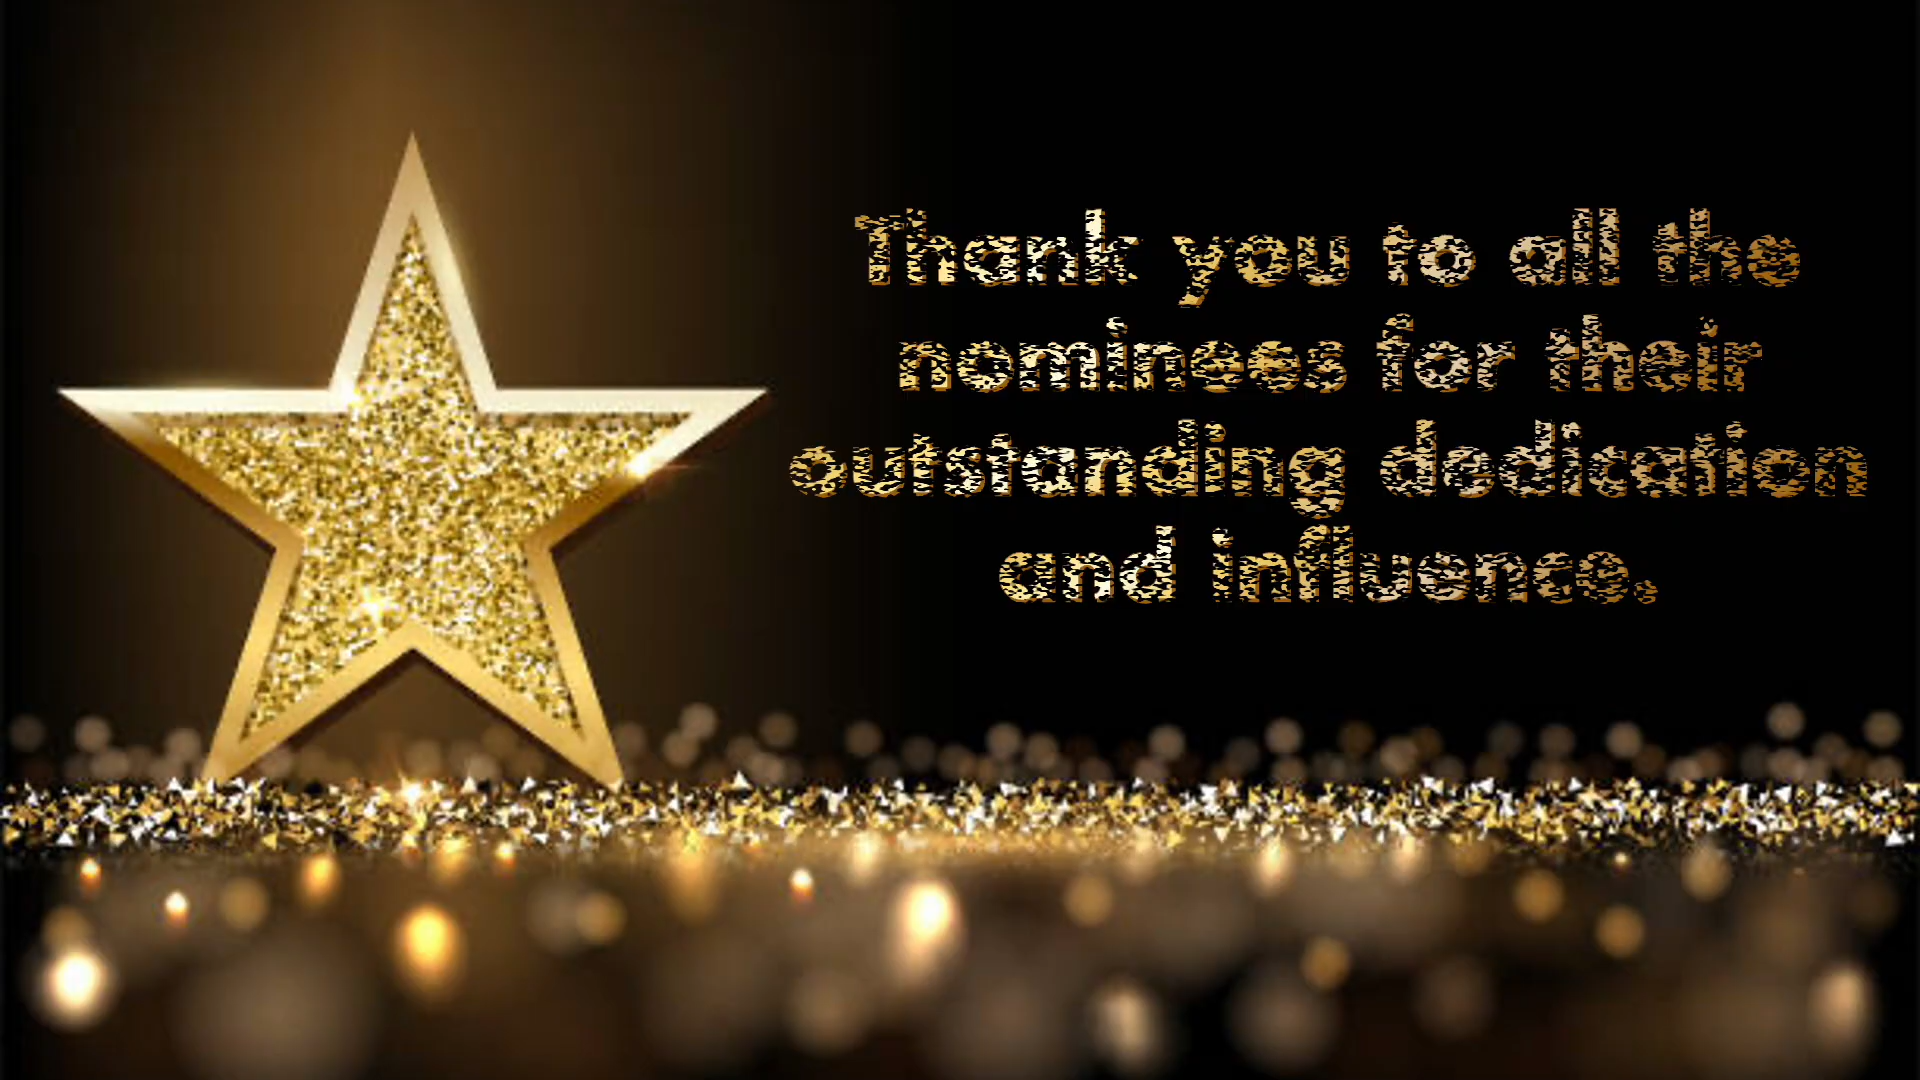 Thank you to all the
nominees for their
outstanding dedication
and influence.